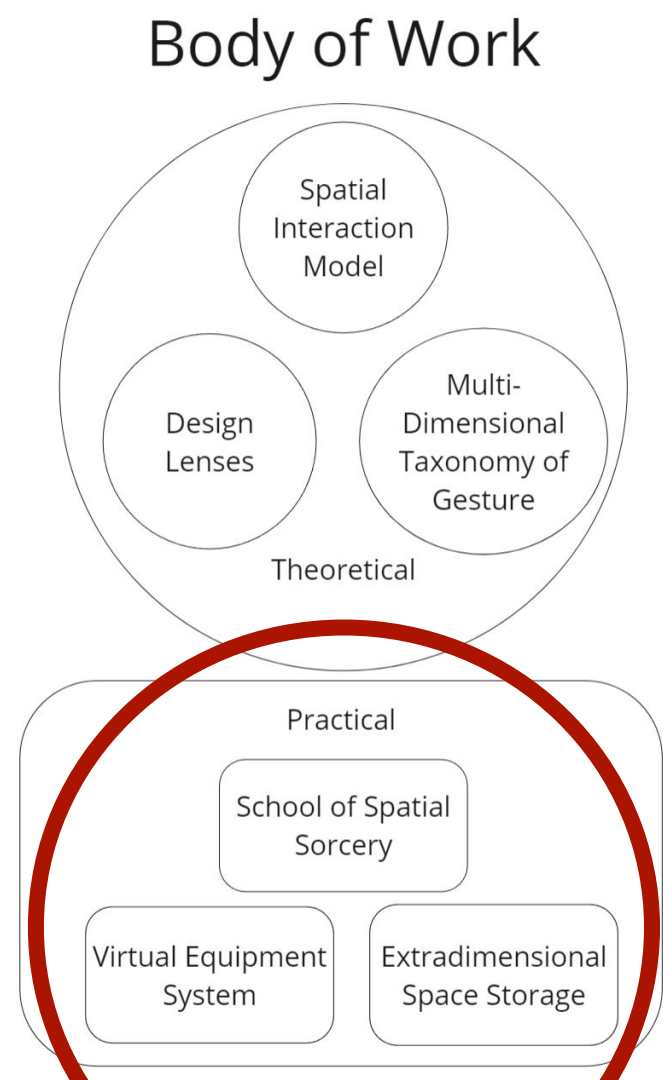 Body of Work
Spatial
Interaction
Model
Design
Lenses
Multi-
Dimensional
Taxonomy of
Gesture
Theoretical
Practical
School of Spatial
Sorcery
Virtual Equipment
System
Extradimensional
Space Storage